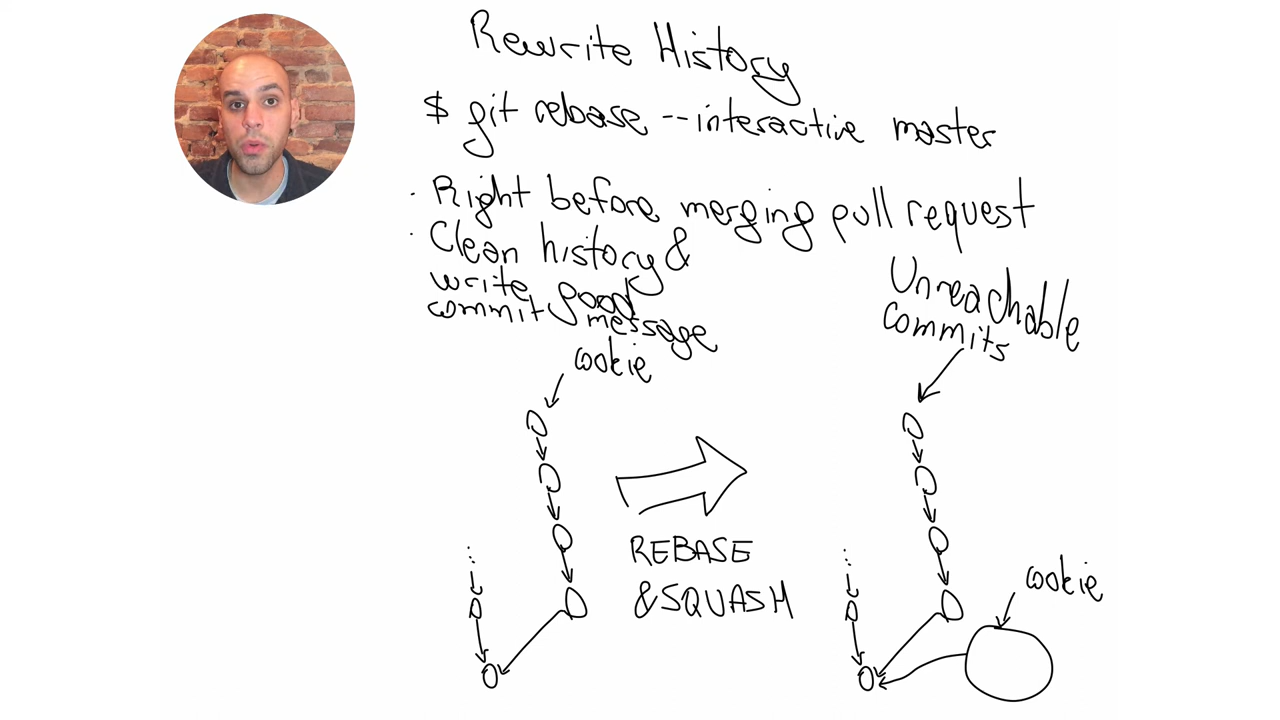 Rewrite History
$ git rebase --interactive master
· Right before merging pull request
· Clean history &
write good
commit message
cookie
Unreachable
commits
REBASE
& SQUASH
...
...
cookie